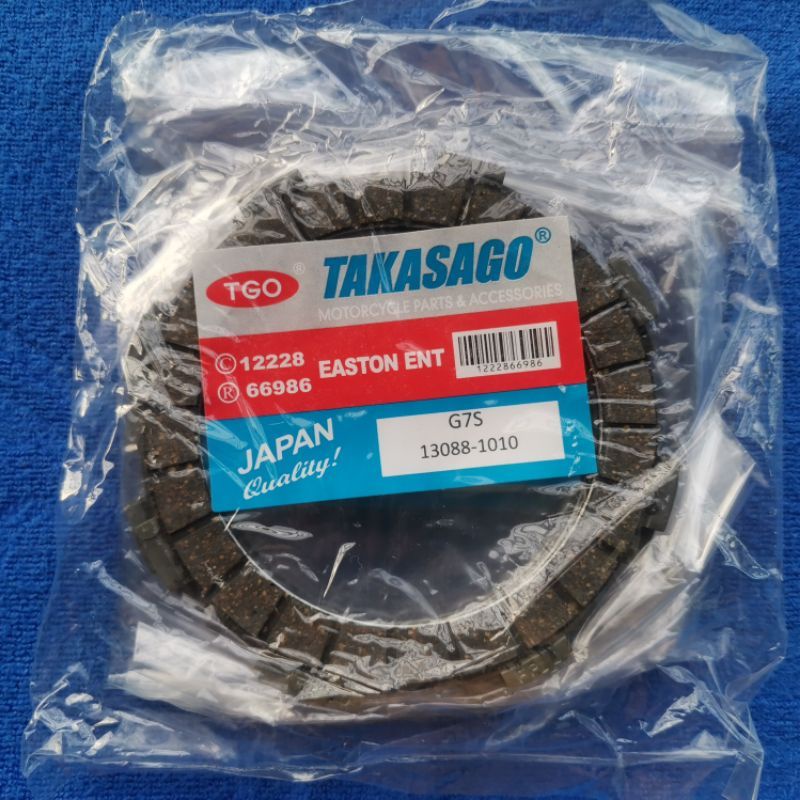 TGO ®
TAKASAGO®
MOTORCYCLE PARTS & ACCESSORIES
© 12228
® 66986
EASTON ENT
1222866986
JAPAN
Quality!
G7S
13088-1010